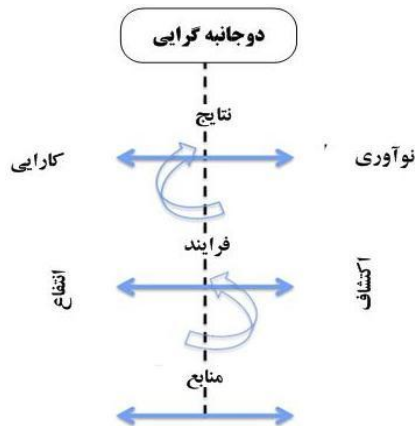 دوجانبه گرایی
نتایج
نوآوری
کارایی
فرایند
اکتشاف
انتفاع
منابع